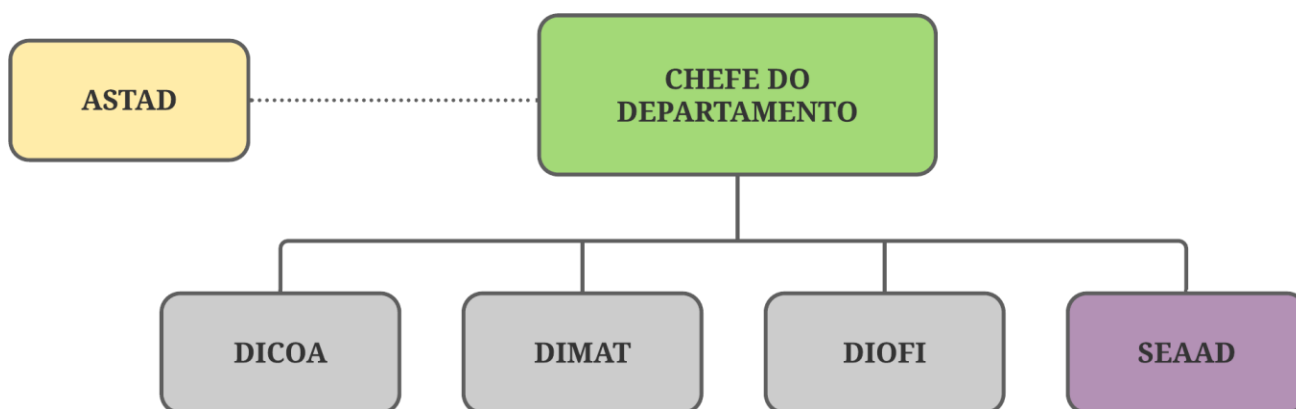 ASTAD
CHEFE DO
DEPARTAMENTO
DICOA
DIMAT
DIOFI
SEAAD